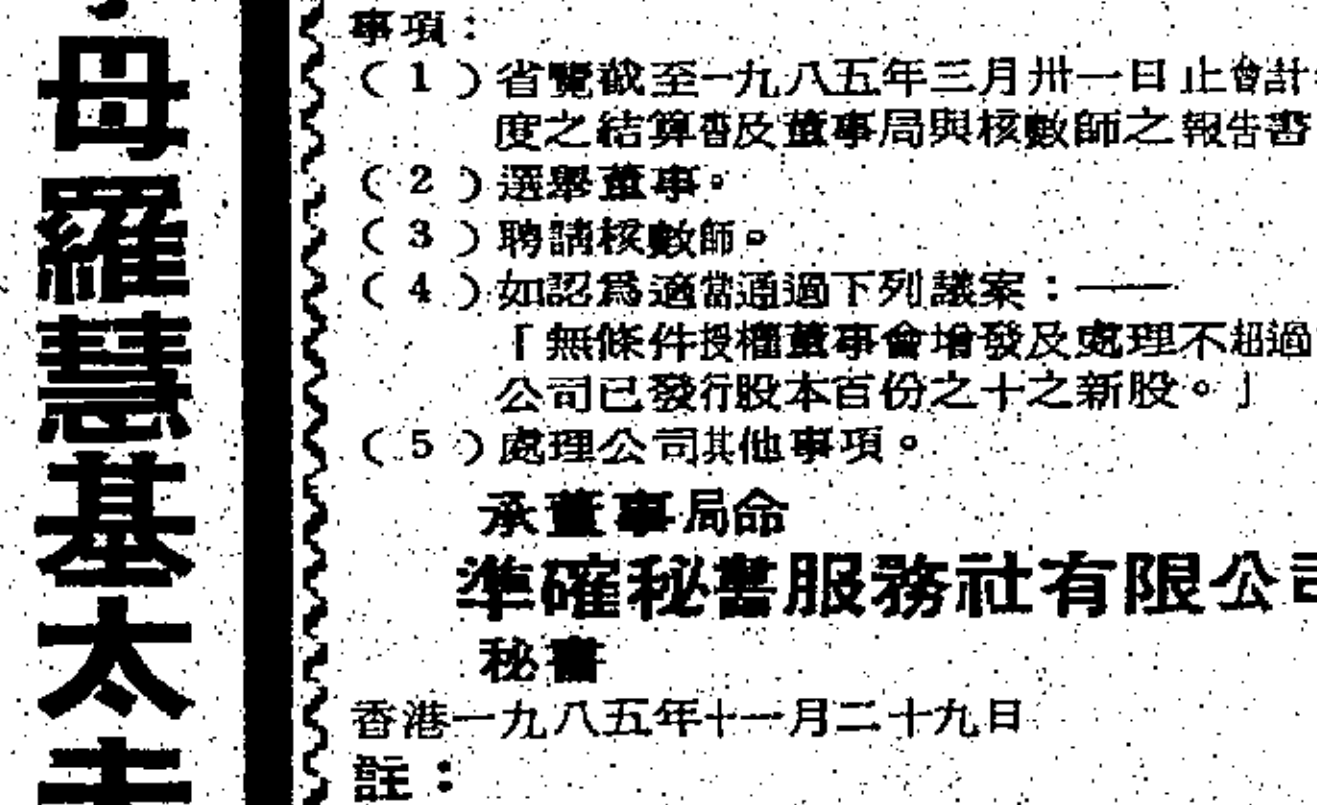 母羅慧基太夫
事項：
（1）省覽截至一九八五年三月卅一日止會計
度之結算書及董事局與核數師之報告書
（2）選舉董事。
（3）聘請核數師。
（4）如認爲適當通過下列議案：——
「無條件授權董事會增發及處理不超過
公司已發行股本百份之十之新股。」
（5）處理公司其他事項。
承董事局命
準確秘書服務社有限公司
秘書
香港一九八五年十一月二十九日
註：